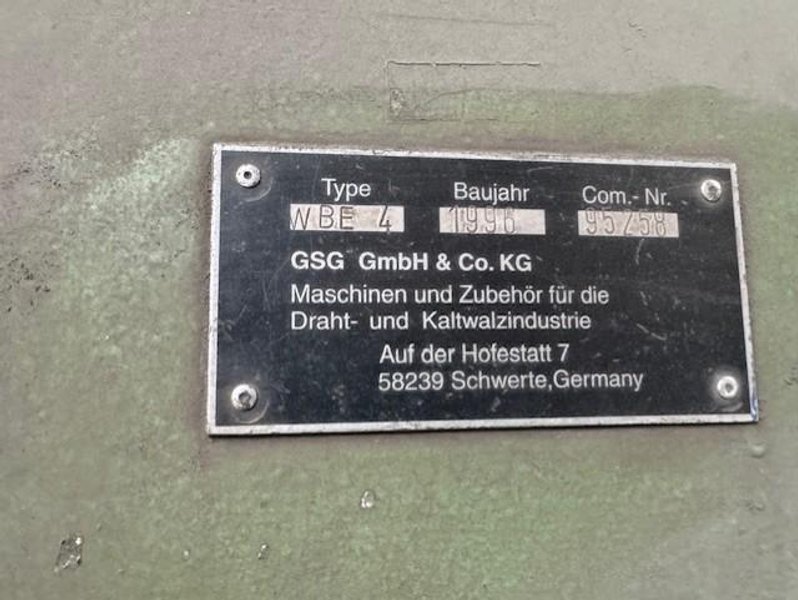 Type Baujahr Com.- Nr.
WBE 4 1996 95258
GSG GmbH & Co. KG
Maschinen und Zubehör für die
Draht- und Kaltwalzindustrie
Auf der Hofestatt 7
58239 Schwerte,Germany